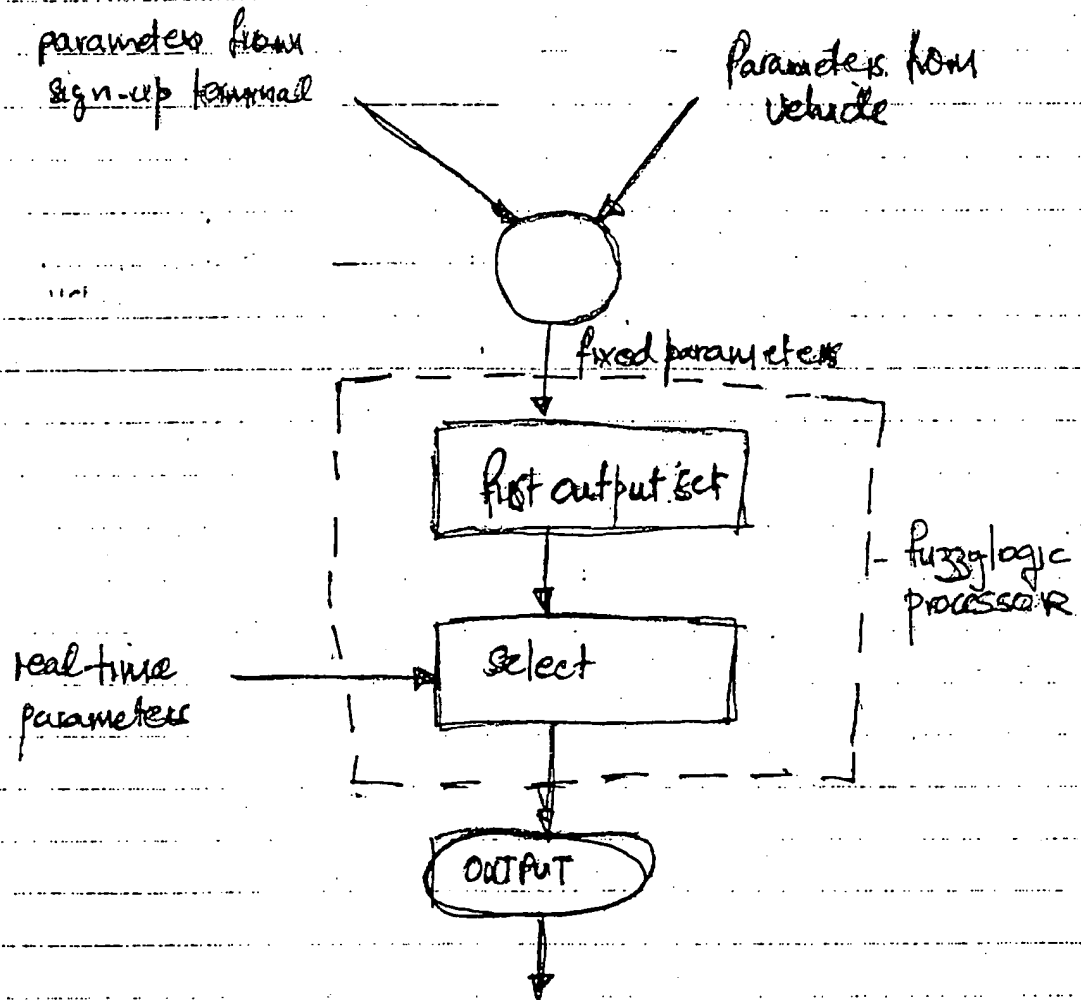 parameters from
sign-up terminal
Parameters from
vehicle
fixed parameters
first output set
fuzzy logic
PROCESSOR
select
real-time
parameters
OUTPUT